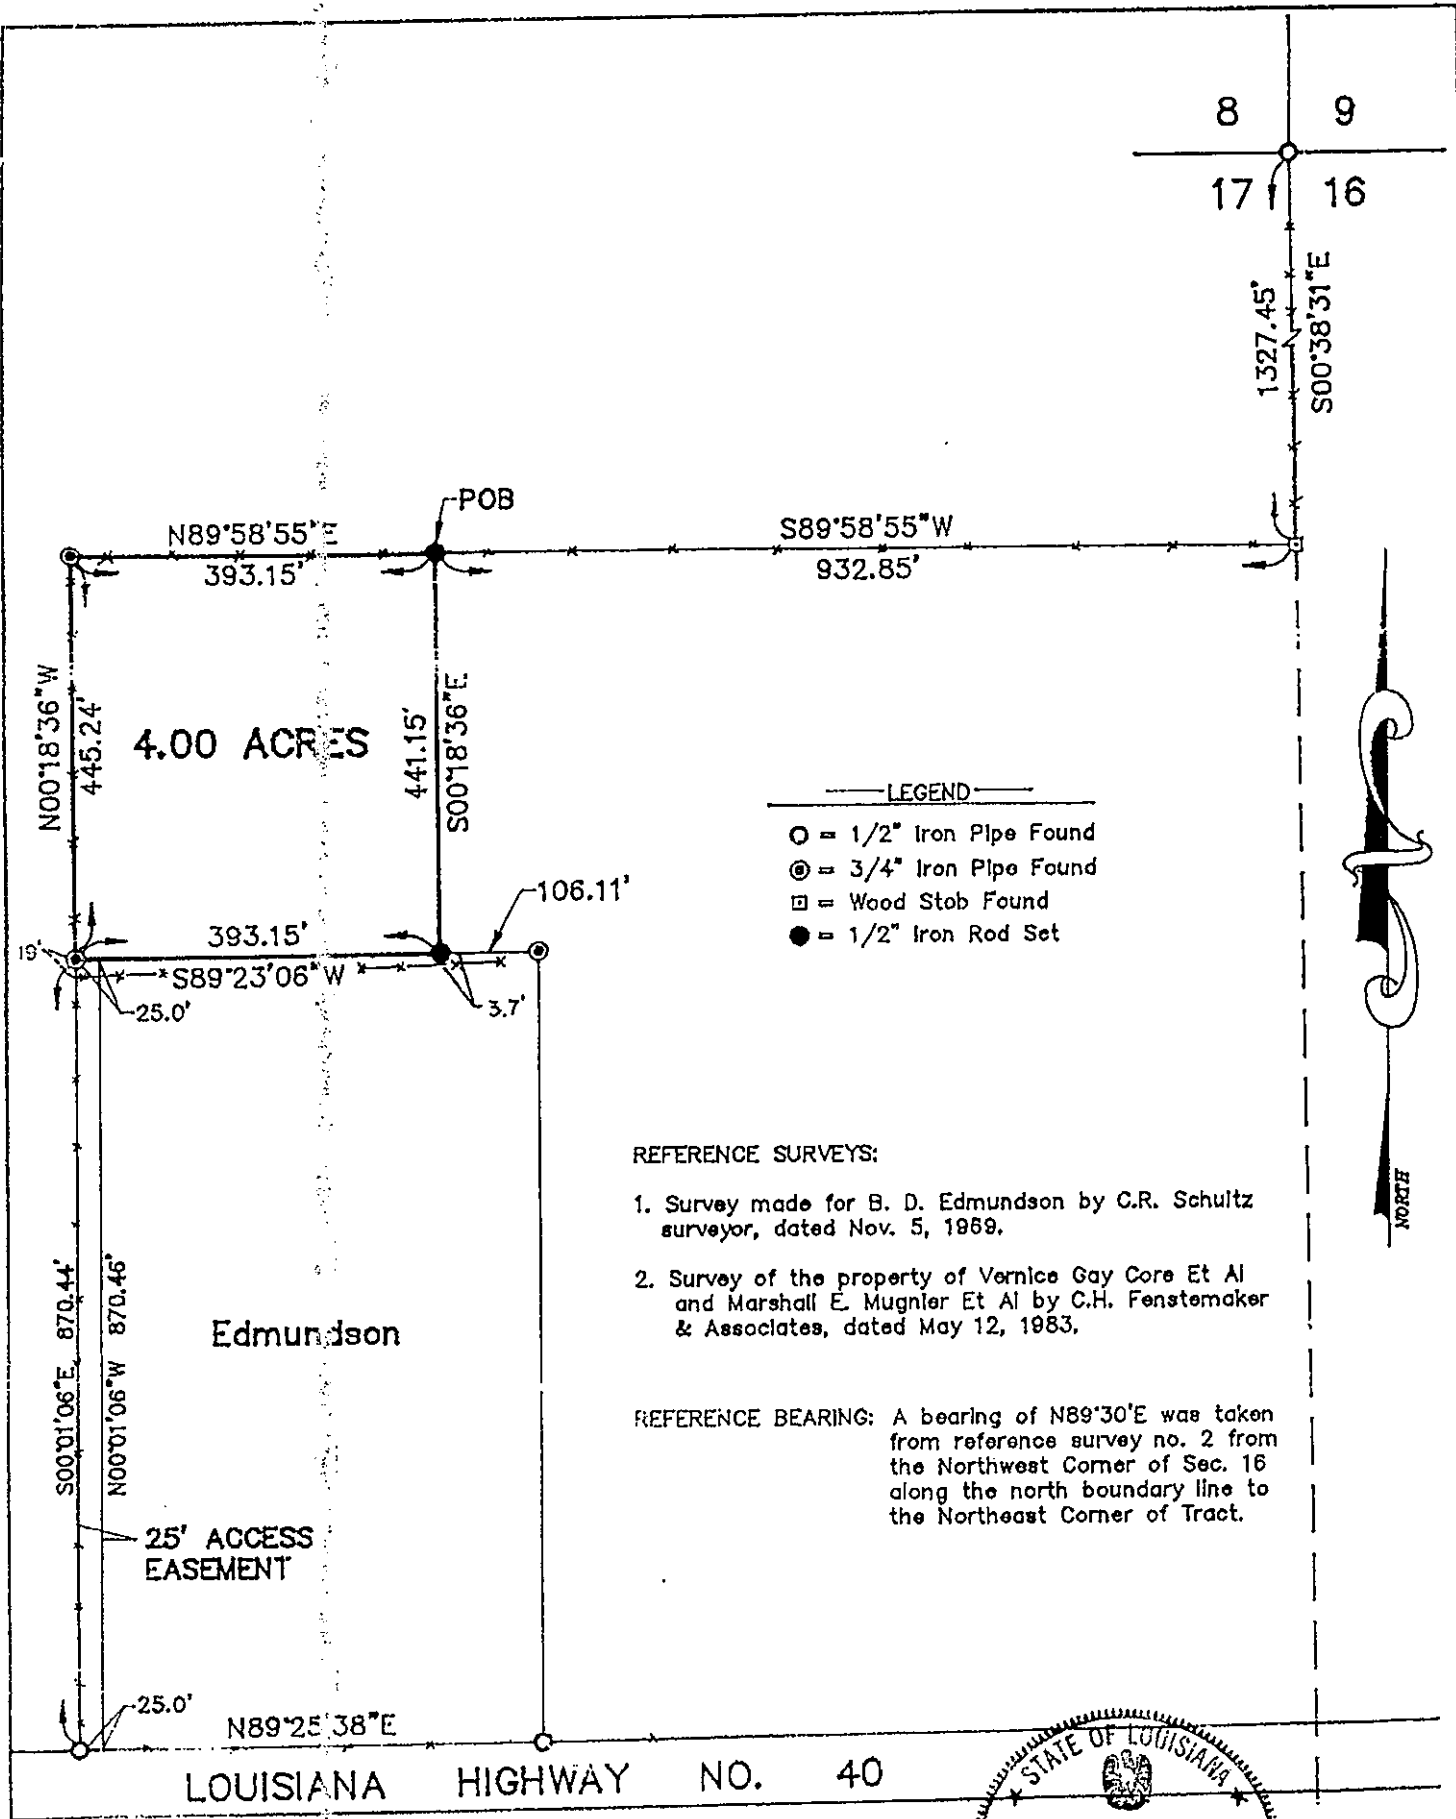 8 9
17 16
1327.45'
S00°38'31"E
POB
N89°58'55"E
393.15'
S89°58'55"W
932.85'
N00°18'36"W
445.24'
4.00 ACRES
441.15'
S00°18'36"E
LEGEND
= 1/2" Iron Pipe Found
= 3/4" Iron Pipe Found
= Wood Stob Found
= 1/2" Iron Rod Set
106.11'
393.15'
19'
S89°23'06"W
25.0'
3.7'
NORTH
REFERENCE SURVEYS:
1. Survey made for B. D. Edmundson by C.R. Schultz
surveyor, dated Nov. 5, 1969.
2. Survey of the property of Vernice Gay Core Et Al
and Marshall E. Mugnier Et Al by C.H. Fenstemaker
& Associates, dated May 12, 1983.
S00°01'06"E 870.44'
N00°01'06"W 870.46'
Edmundson
REFERENCE BEARING: A bearing of N89°30'E was taken
from reference survey no. 2 from
the Northwest Corner of Sec. 16
along the north boundary line to
the Northeast Corner of Tract.
25' ACCESS
EASEMENT
25.0'
N89°25'38"E
LOUISIANA HIGHWAY NO. 40
STATE OF LOUISIANA